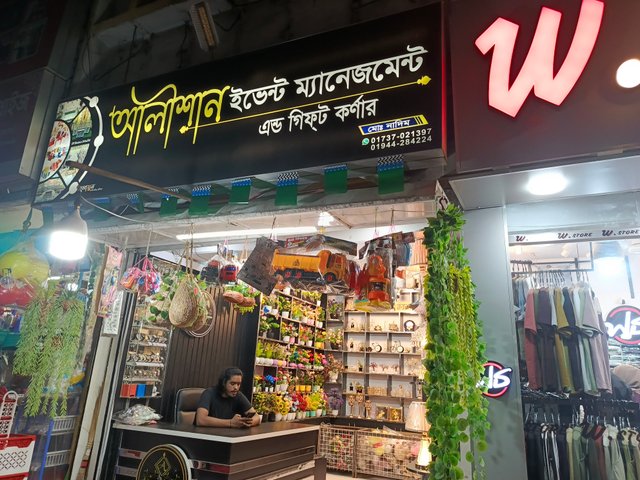 আলীশান ইভেন্ট ম্যানেজমেন্ট
এন্ড গিফ্ট কর্ণার
মোঃ নাদিম
01737-021397
01944-284224
W
W.
W. STORE
W. STORE